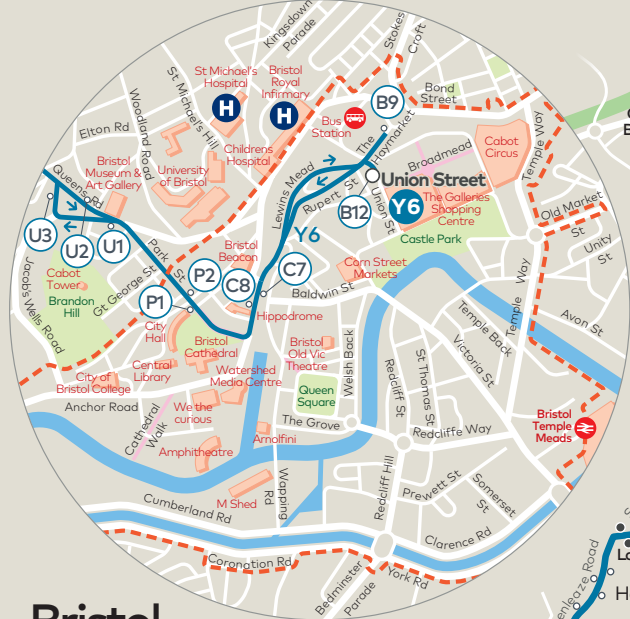 Kingsdown
Parade
Stokes
Croft
St Michael's
Hospital
Bristol
Royal
Infirmary
H
H
St Michael's Hill
Woodland Road
Elton Rd
Bus
Station
B9
Bond
Street
The
Haymarket
Cabot
Circus
Temple Way
Broadmead
Childrens
Hospital
University
of Bristol
Bristol
Museum &
Art Gallery
Queens Rd
Lewins Mead
Rupert St
Union St
Union Street
B12
Y6
The Galleries
Shopping
Centre
Castle Park
Old Market
St
Unity
St
U3
U2
U1
Park
St
Y6
Bristol
Beacon
C7
C8
P2
P1
Corn Street
Markets
Baldwin St
Jacob's Wells Road
Cabot
Tower
Brandon
Hill
Gt George St
City
Hall
Hippodrome
Bristol
Cathedral
Bristol
Old Vic
Theatre
Welsh Back
Temple Way
Temple Back
Victoria St
Avon St
Central
Library
Watershed
Media Centre
City of
Bristol College
Anchor Road
Queen
Square
Redcliff St
St Thomas St
Cathedral
Walk
We the
curious
The Grove
Redcliffe Way
Bristol
Temple
Meads
Arnolfini
Amphitheatre
M Shed
Wapping
Rd
Redcliff Hill
Prewett St
Somerset
St
Cumberland Rd
Clarence Rd
Coronation Rd
York Rd
Bedminster
Parade
enleaze Road
Bristol